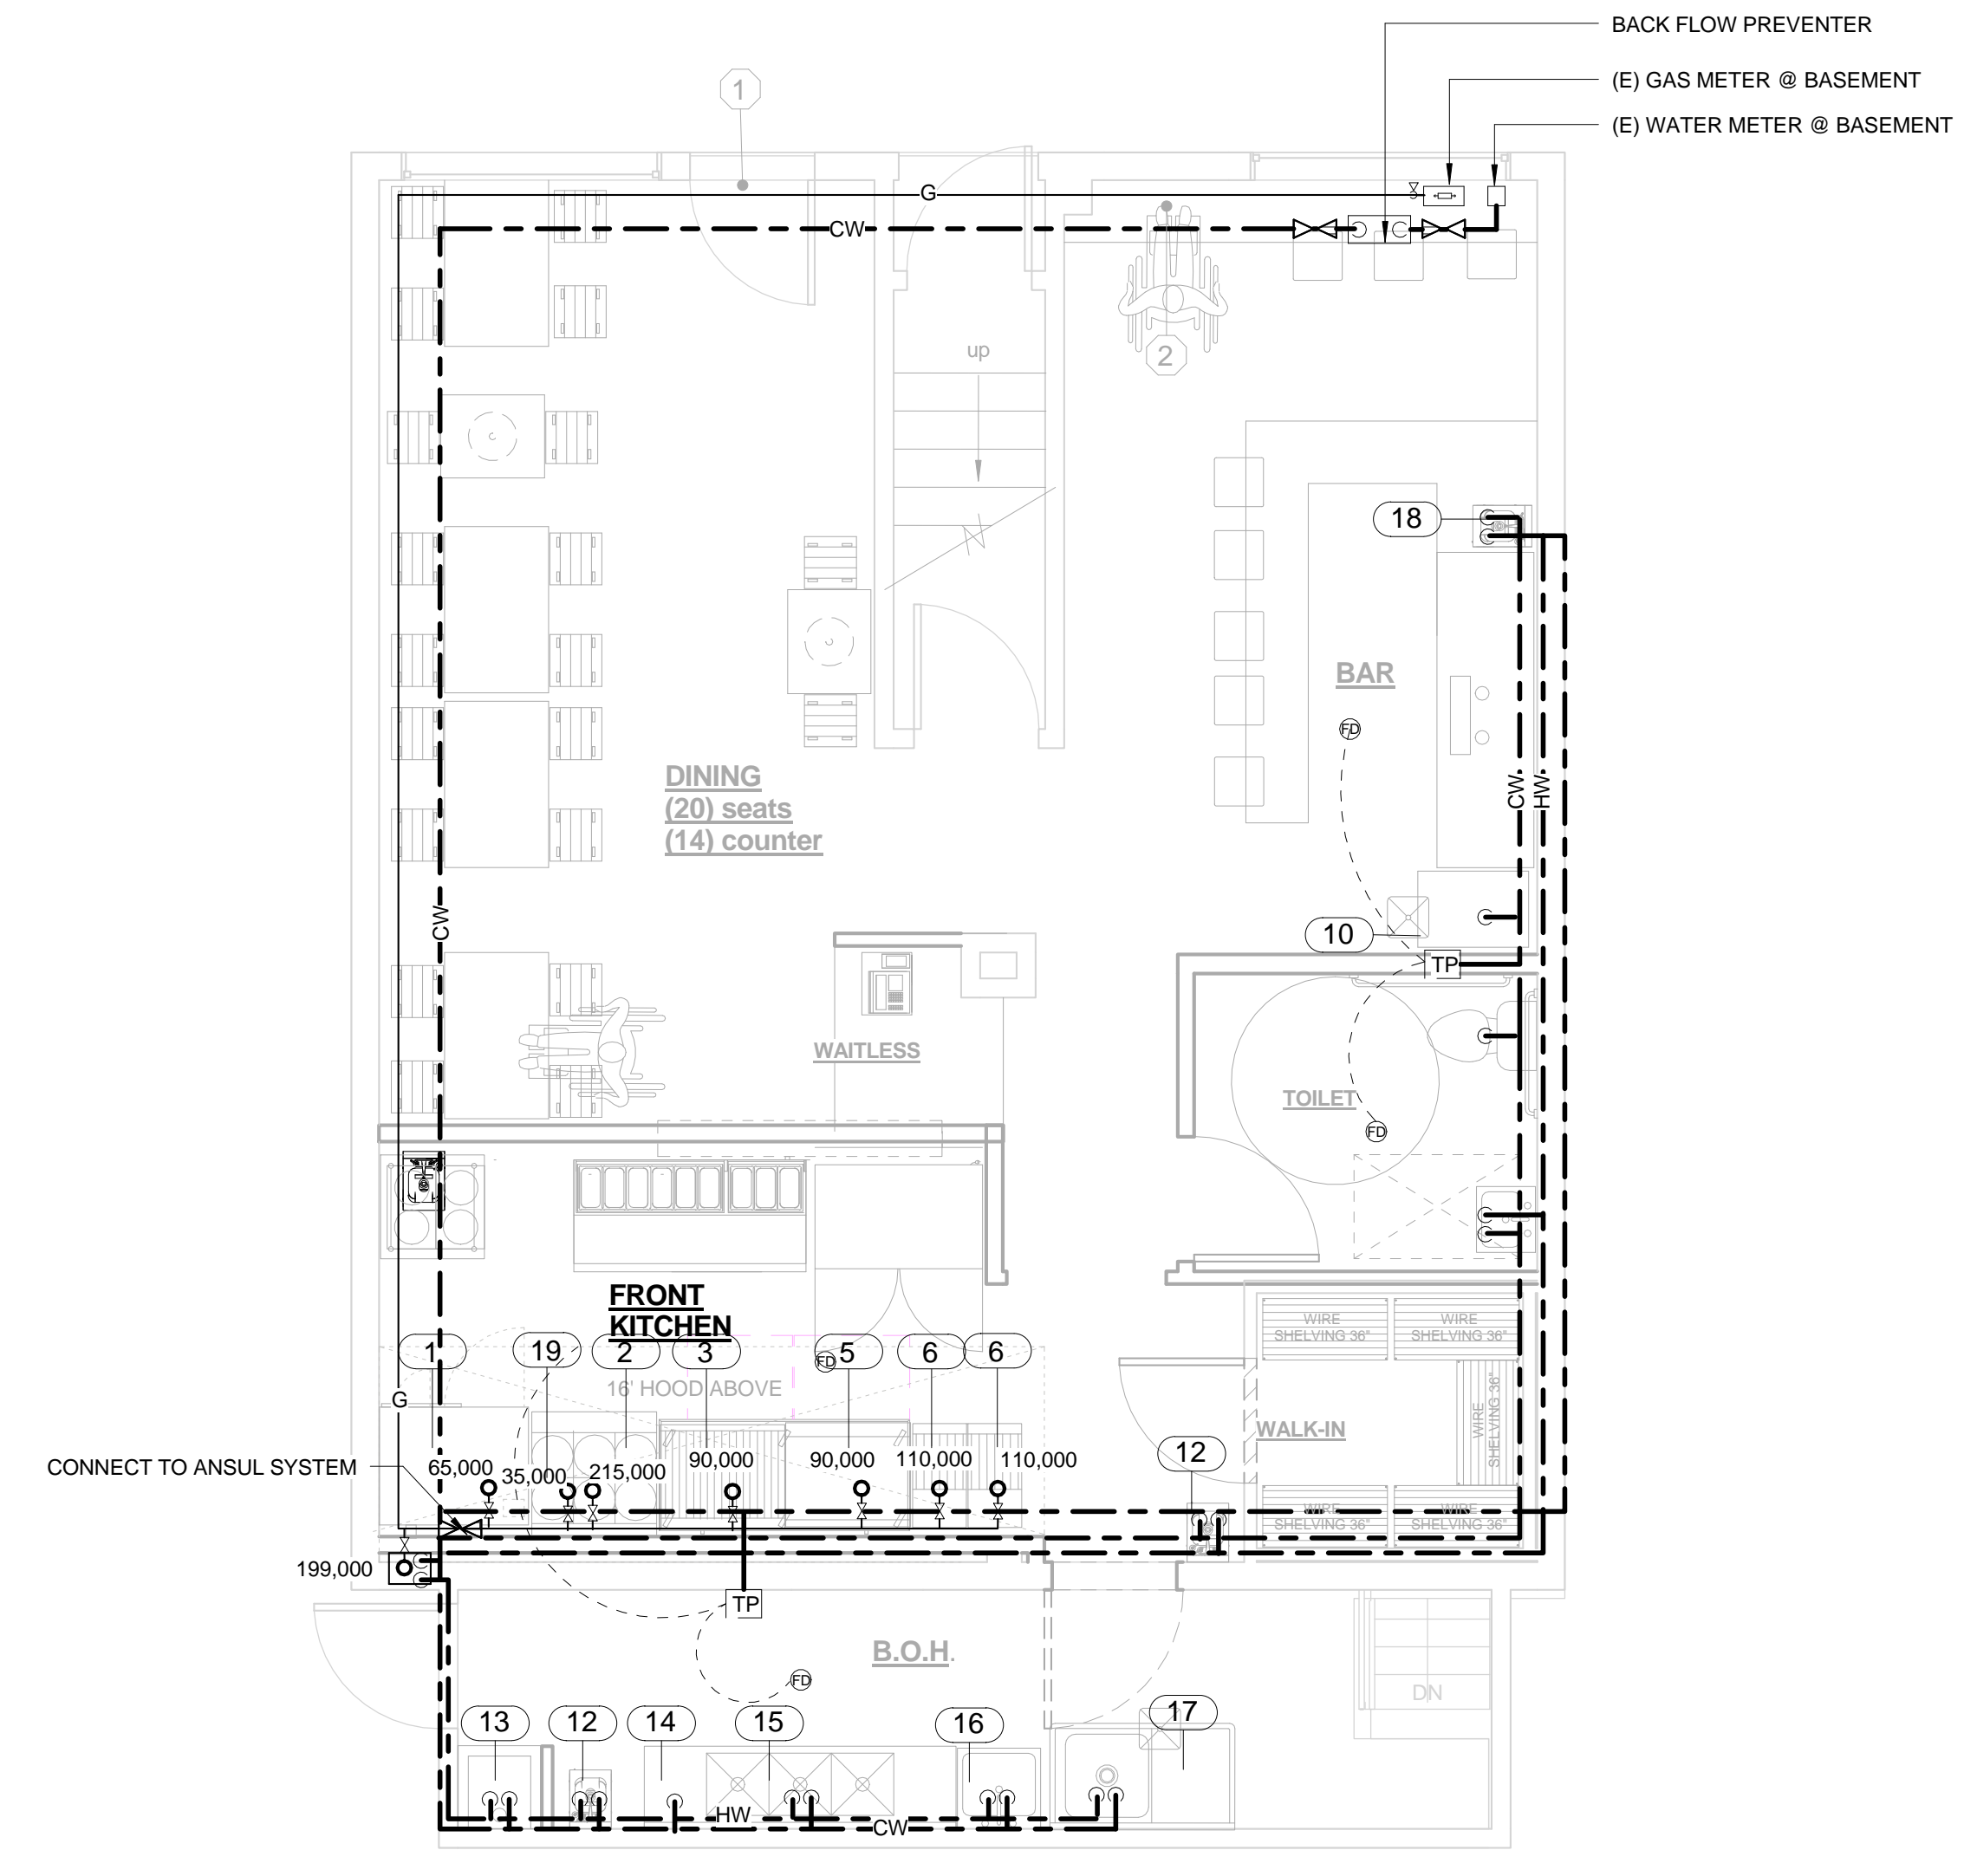 BACK FLOW PREVENTER
(E) GAS METER @ BASEMENT
(E) WATER METER @ BASEMENT
1
G
CW
up
2
18
BAR
FD
DINING
(20) seats
(14) counter
CW
HW
CW
10
TP
WAITLESS
TOILET
FD
FRONT
KITCHEN
WIRE
SHELVING 36"
WIRE
SHELVING 36"
1
19
2
3
FD
5
6
6
16' HOOD ABOVE
G
WIRE
SHELVING 36"
WALK-IN
12
CONNECT TO ANSUL SYSTEM
65,000
35,000
215,000
90,000
90,000
110,000
110,000
WIRE
SHELVING 36"
WIRE
SHELVING 36"
199,000
TP
B.O.H.
FD
DN
13
12
14
15
16
17
HW
CW